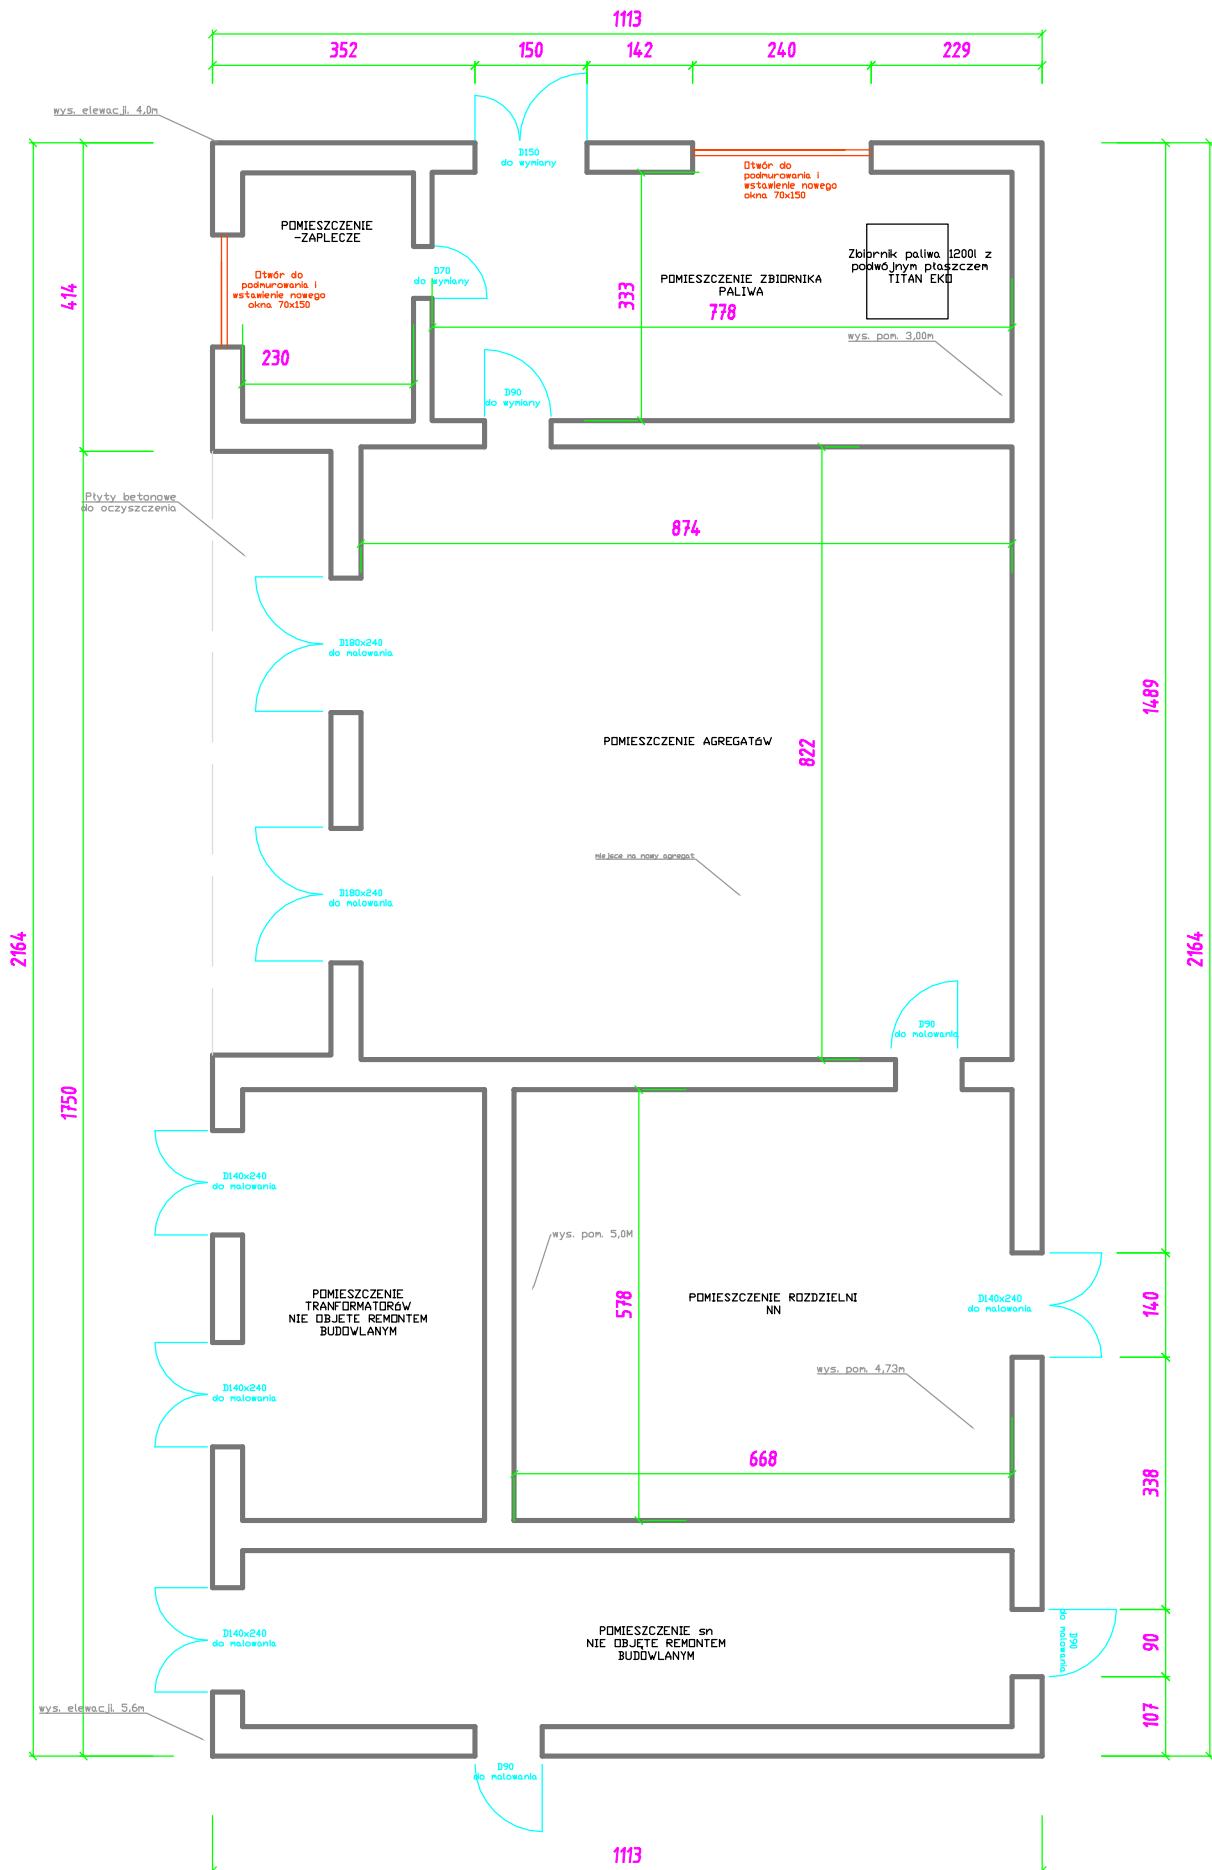 1113
352
150
142
240
229
wys. elewacji. 4,0m
D150
do wymiany
Otwór do
podmurowania i
wstawienie nowego
okna 70x150
POMIESZCZENIE
-ZAPLECZE
Zbiornik paliwa 1200l z
podwójnym płaszczem
TITAN EKO
D70
do wymiany
POMIESZCZENIE ZBIORNIKA
PALIWA
Otwór do
podmurowania i
wstawienie nowego
okna 70x150
414
333
778
wys. pom. 3,00m
230
D90
do wymiany
Płyty betonowe
do oczyszczenia
874
D180x240
do malowania
1489
POMIESZCZENIE AGREGATóW
822
miejsce na nowy agregat
D180x240
do malowania
2164
2164
D90
do malowania
1750
D140x240
do malowania
wys. pom. 5,0M
POMIESZCZENIE
TRANFORMATORóW
NIE OBJETE REMONTEM
BUDOWLANYM
578
POMIESZCZENIE ROZDZIELNI
NN
D140x240
do malowania
140
wys. pom. 4,73m
D140x240
do malowania
668
338
D140x240
do malowania
POMIESZCZENIE sn
NIE OBJĘTE REMONTEM
BUDOWLANYM
D90
do malowania
90
wys. elewacji. 5,6m
107
D90
do malowania
1113